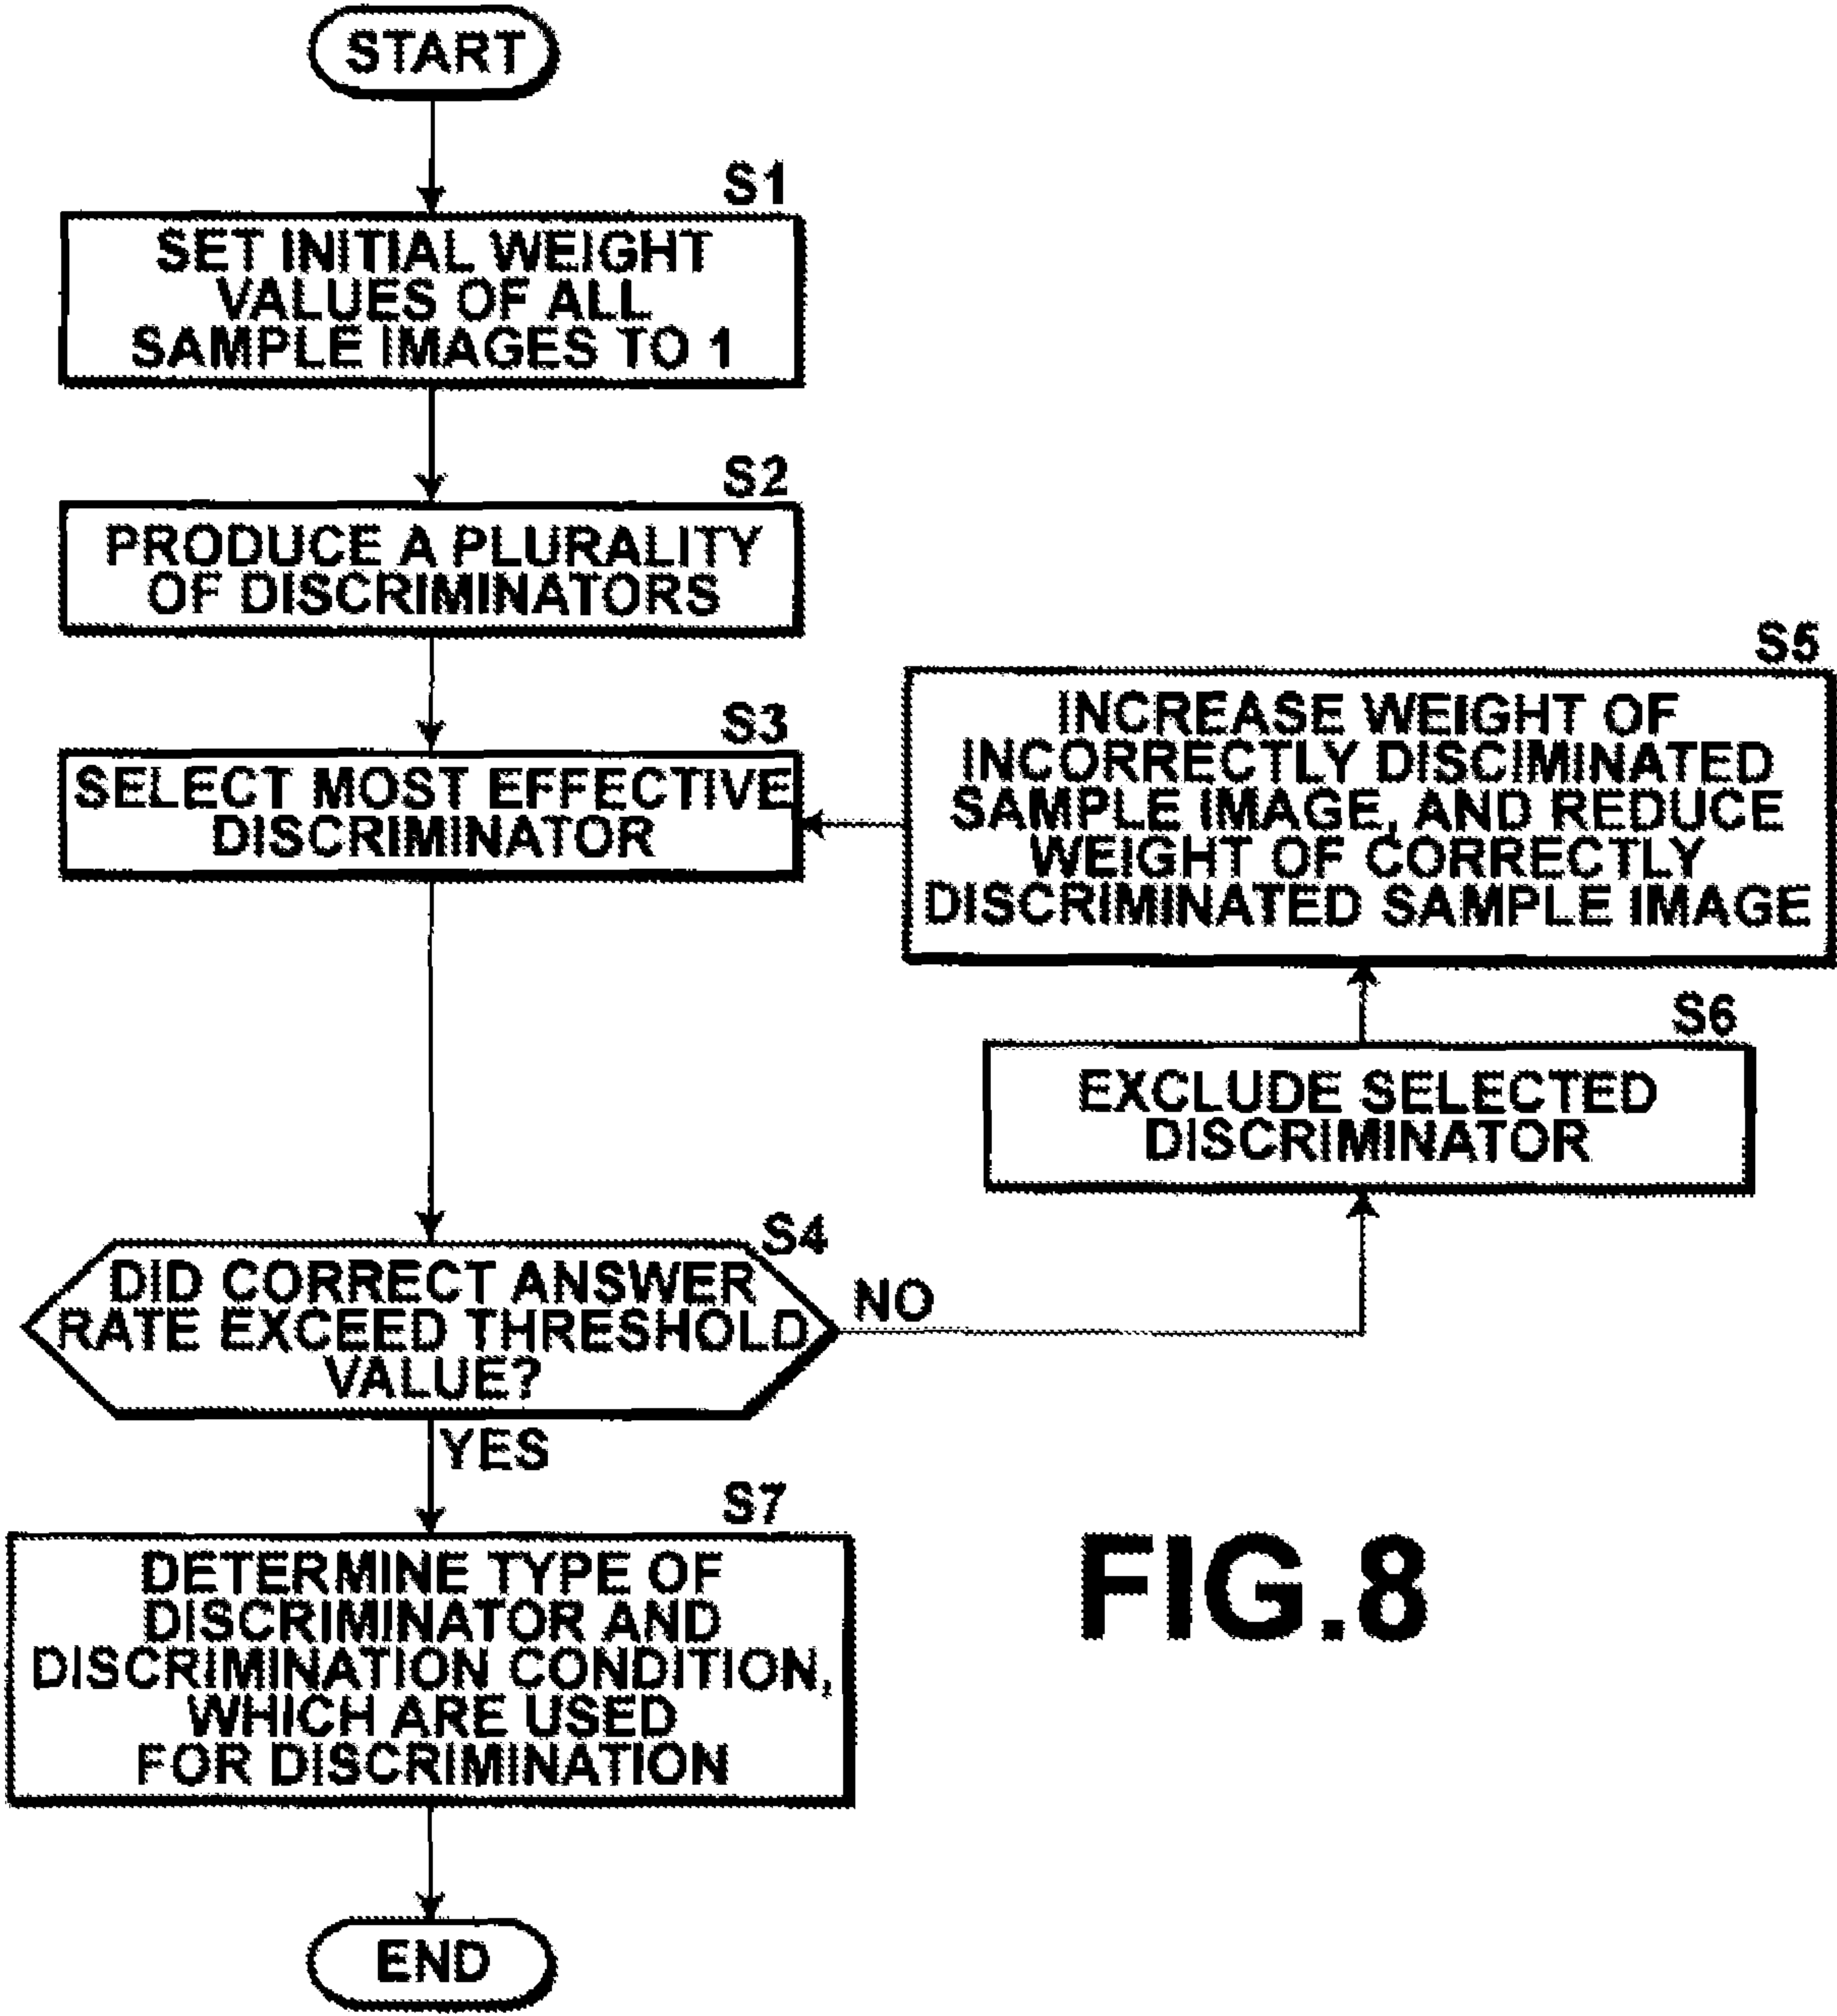 START
S1
SET INITIAL WEIGHT
VALUES OF ALL
SAMPLE IMAGES TO 1
S2
PRODUCE A PLURALITY
OF DISCRIMINATORS
S3
SELECT MOST EFFECTIVE
DISCRIMINATOR
S5
INCREASE WEIGHT OF
INCORRECTLY DISCIMINATED
SAMPLE IMAGE, AND REDUCE
WEIGHT OF CORRECTLY
DISCRIMINATED SAMPLE IMAGE
S6
EXCLUDE SELECTED
DISCRIMINATOR
S4
DID CORRECT ANSWER
RATE EXCEED THRESHOLD
VALUE?
NO
YES
S7
DETERMINE TYPE OF
DISCRIMINATOR AND
DISCRIMINATION CONDITION,
WHICH ARE USED
FOR DISCRIMINATION
END
FIG.8